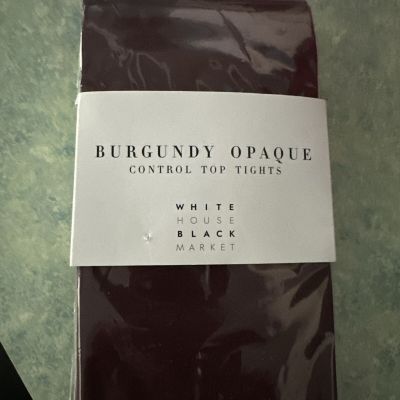 BURGUNDY OPAQUE
CONTROL TOP TIGHTS
WHITE
HOUSE
BLACK
MARKET